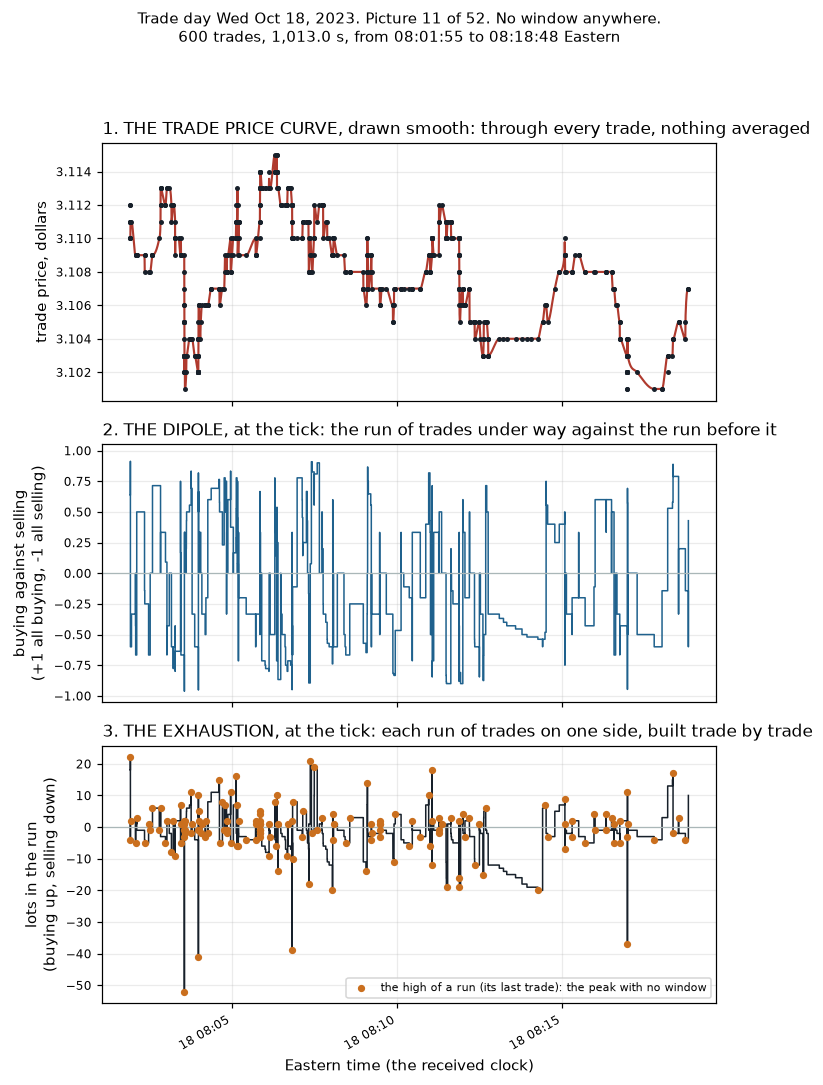 Trade day Wed Oct 18, 2023. Picture 11 of 52. No window anywhere.
600 trades, 1,013.0 s, from 08:01:55 to 08:18:48 Eastern
1. THE TRADE PRICE CURVE, drawn smooth: through every trade, nothing averaged
trade price, dollars
3.114
3.112
3.110
3.108
3.106
3.104
3.102
2. THE DIPOLE, at the tick: the run of trades under way against the run before it
buying against selling
(+1 all buying, -1 all selling)
1.00
0.75
0.50
0.25
0.00
−0.25
−0.50
−0.75
−1.00
3. THE EXHAUSTION, at the tick: each run of trades on one side, built trade by trade
lots in the run
(buying up, selling down)
20
10
0
−10
−20
−30
−40
−50
the high of a run (its last trade): the peak with no window
18 08:05
18 08:10
18 08:15
Eastern time (the received clock)